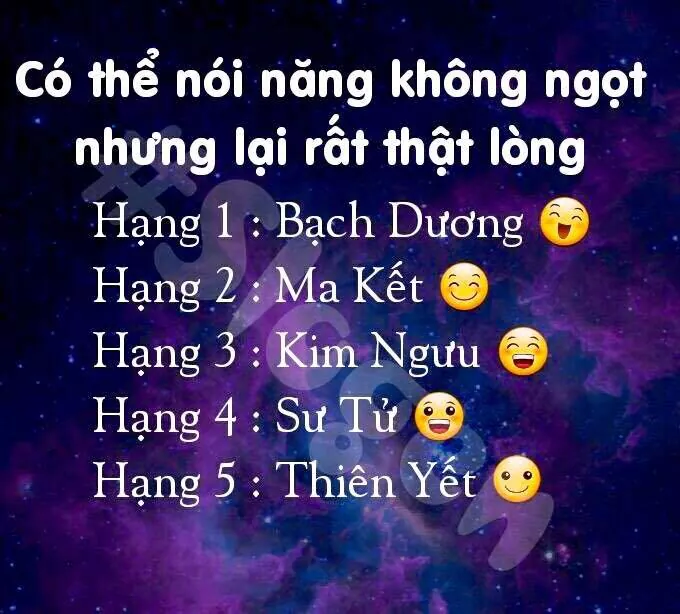 Có thể nói năng không ngọt
nhưng lại rất thật lòng
Hạng 1 : Bạch Dương 😄
Hạng 2 : Ma Kết 😊
Hạng 3 : Kim Ngưu 😄
Hạng 4 : Sư Tử 😀
Hạng 5 : Thiên Yết 🙂